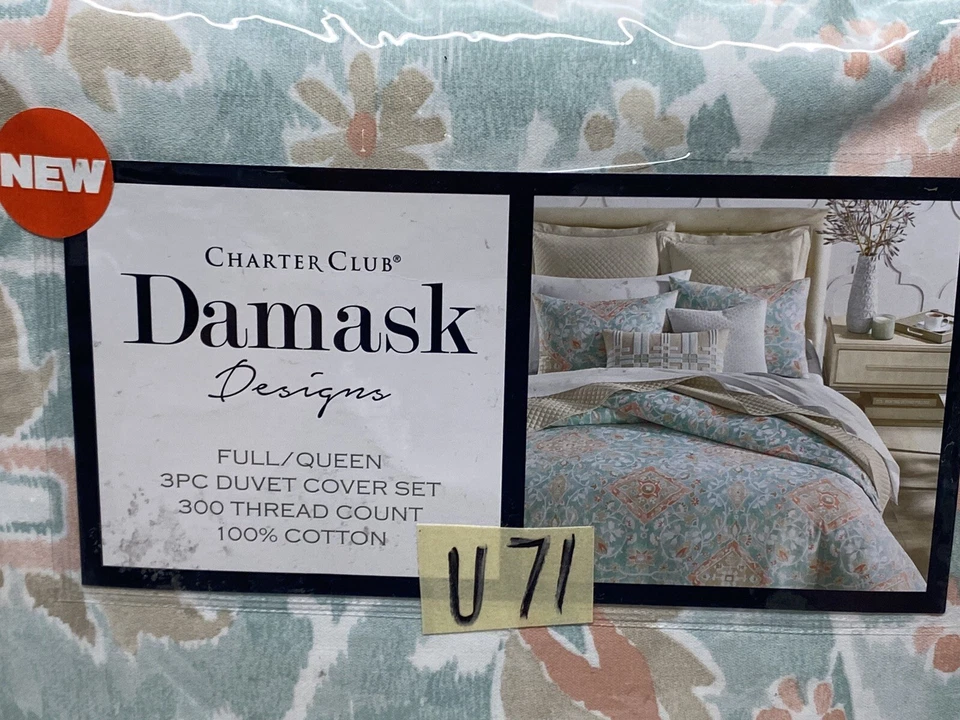 NEW
CHARTER CLUB®
Damask
Designs
FULL/QUEEN
3PC DUVET COVER SET
300 THREAD COUNT
100% COTTON
U 71